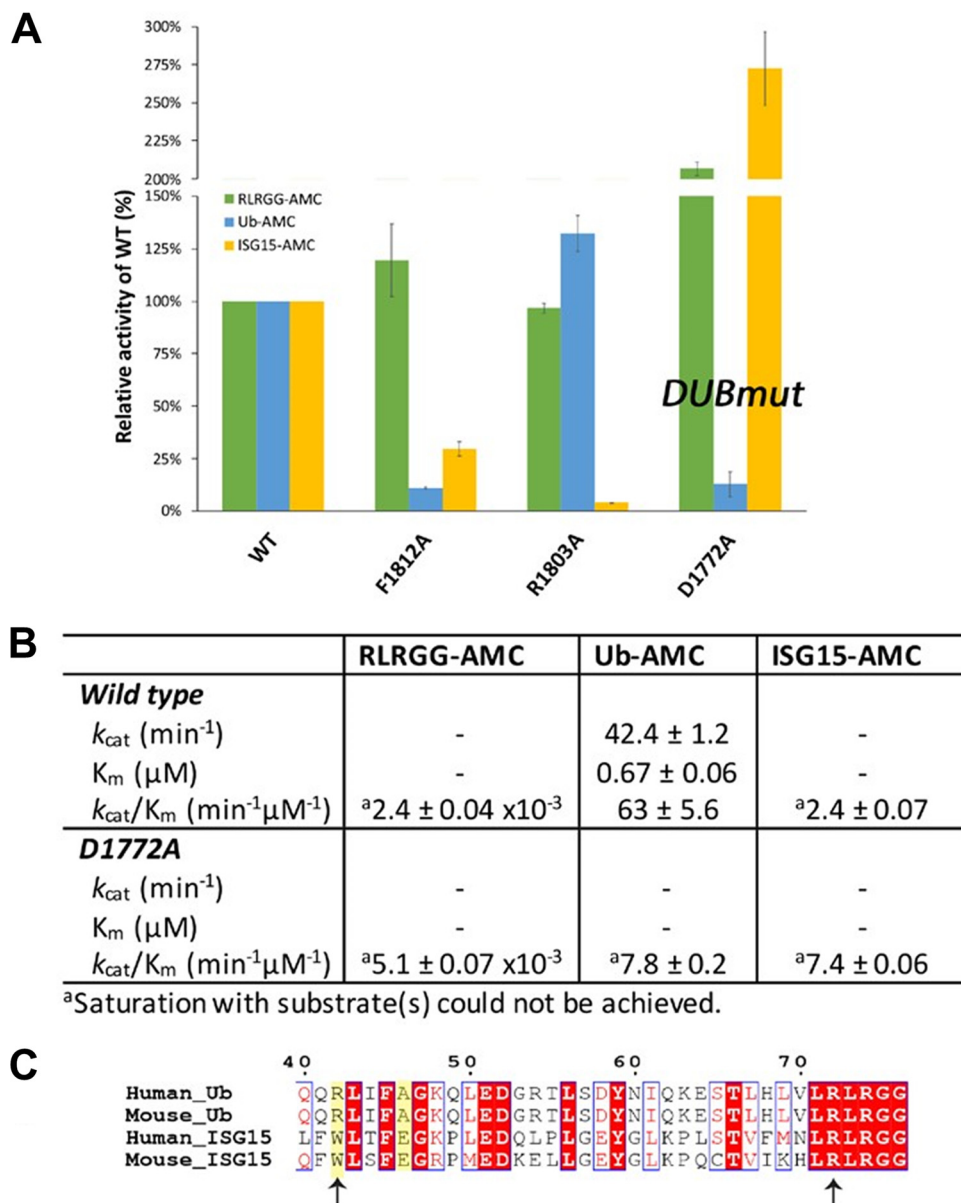 A
300%
275%
250%
225%
200%
150%
125%
100%
75%
50%
25%
0%
Relative activity of WT (%)
RLRGG-AMC
Ub-AMC
ISG15-AMC
DUBmut
WT
F1812A
R1803A
D1772A
B
RLRGG-AMC Ub-AMC ISG15-AMC
Wild type
kcat (min-1) - 42.4 ± 1.2 -
Km (µM) - 0.67 ± 0.06 -
kcat/Km (min-1µM-1) a2.4 ± 0.04 x10-3 63 ± 5.6 a2.4 ± 0.07
D1772A
kcat (min-1) - - -
Km (µM) - - -
kcat/Km (min-1µM-1) a5.1 ± 0.07 x10-3 a7.8 ± 0.2 a7.4 ± 0.06
aSaturation with substrate(s) could not be achieved.
C
40 50 60 70
Human_Ub QQRLIFAGKQLEDGRTLSDYNIQKESTLHLVLRLRGG
Mouse_Ub QQRLIFAGKQLEDGRTLSDYNIQKESTLHLVLRLRGG
Human_ISG15 LFWLTFEGKPLEDQLPLGEYGLKPLSTVFMNLRLRGG
Mouse_ISG15 QFWLSFEGRPMEDKELLGEYGLKPQCTVIKHLRLRGG